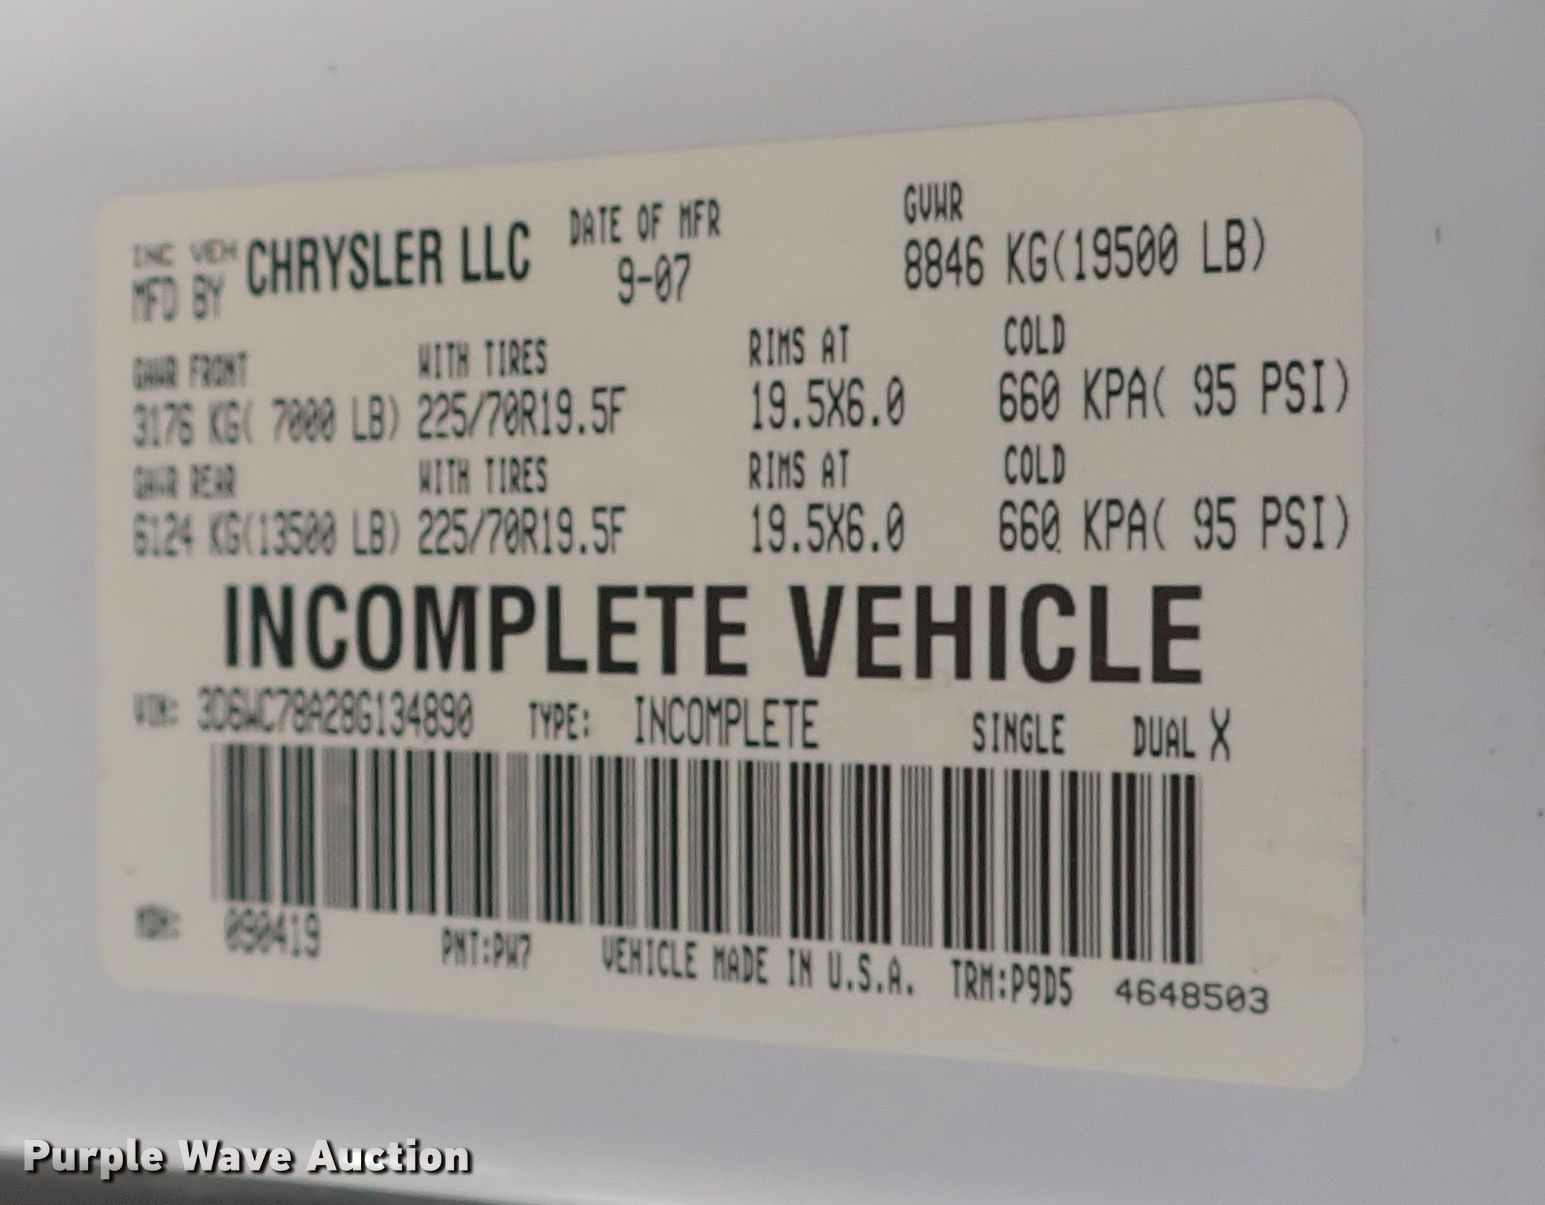 INC VEH
MFD BY CHRYSLER LLC DATE OF MFR 9-07 GVWR 8846 KG(19500 LB)
GAWR FRONT WITH TIRES RIMS AT COLD
3176 KG( 7000 LB) 225/70R19.5F 19.5X6.0 660 KPA( 95 PSI)
GAWR REAR WITH TIRES RIMS AT COLD
6124 KG(13500 LB) 225/70R19.5F 19.5X6.0 660 KPA( 95 PSI)
INCOMPLETE VEHICLE
VIN: 3D6WC78A28G134890 TYPE: INCOMPLETE SINGLE DUAL X
MDH: 090419 PNT:PW7 VEHICLE MADE IN U.S.A. TRM:P9D5 4648503
Purple Wave Auction